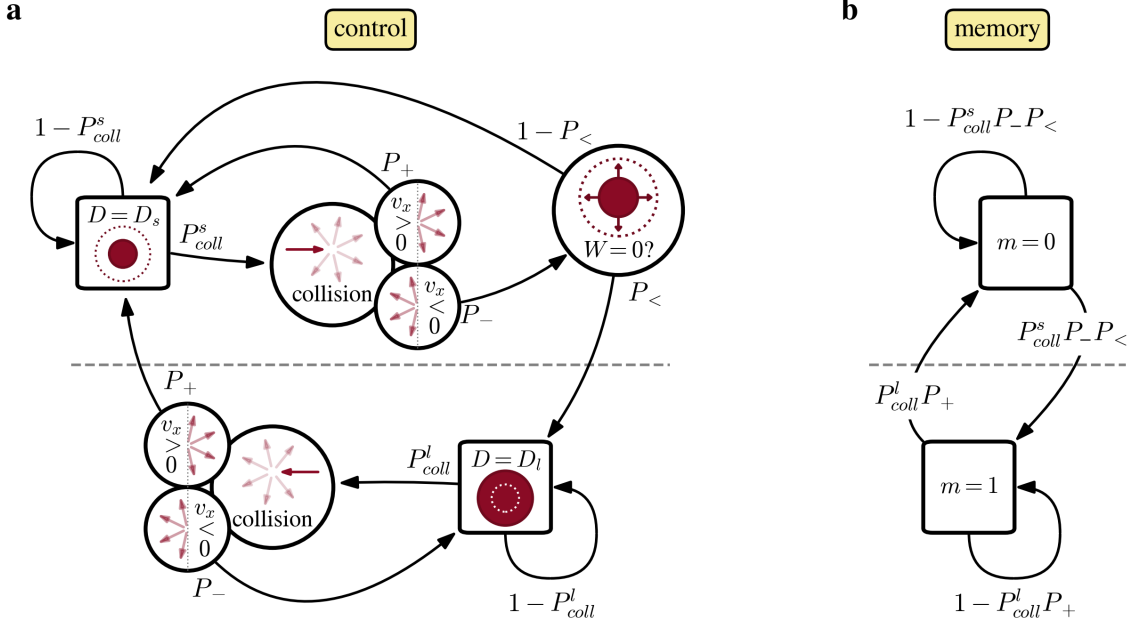 a
control
b
memory
1 − P_<
1 − P^s_coll
1 − P^s_coll P_− P_<
P_+
D = D_s
v_x
>
0
P^s_coll
W = 0?
m = 0
collision
v_x
<
0
P_−
P_<
P^s_coll P_− P_<
P_+
P^l_coll P_+
v_x
>
0
P^l_coll
D = D_l
m = 1
collision
v_x
<
0
P_−
1 − P^l_coll
1 − P^l_coll P_+